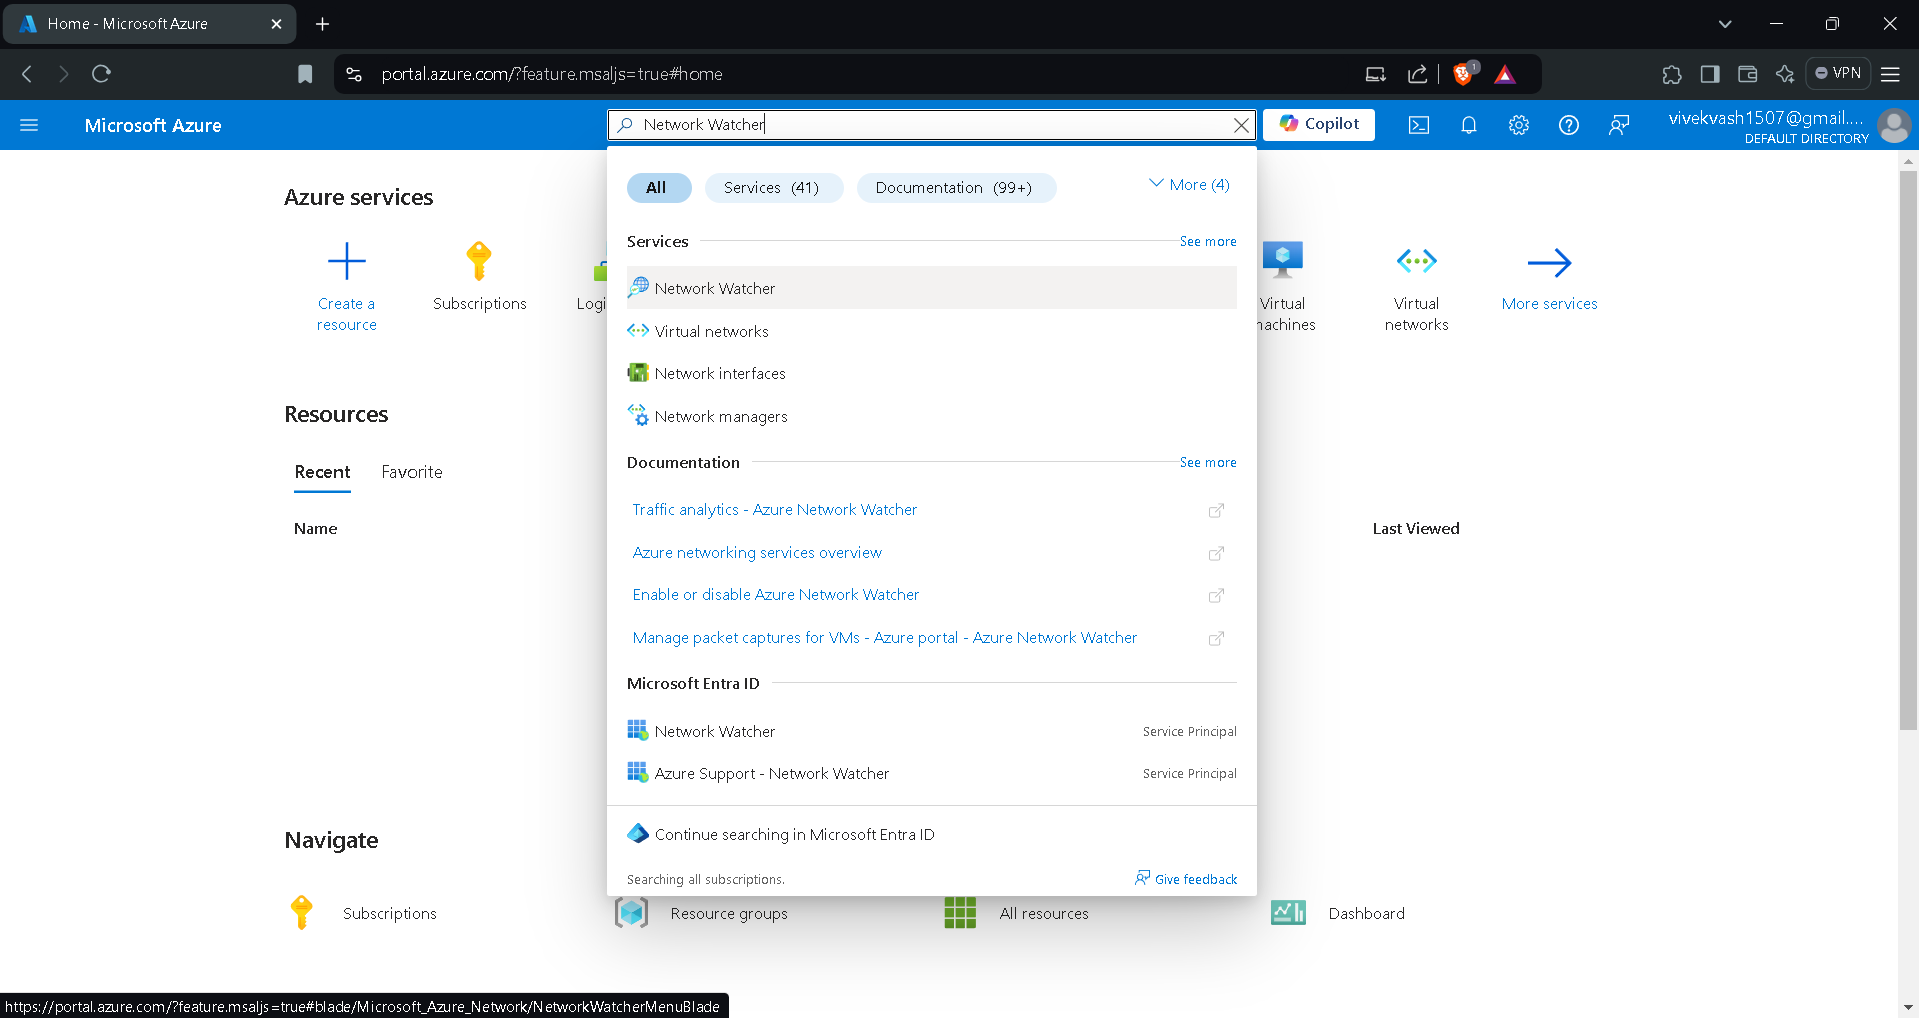 Home - Microsoft Azure
portal.azure.com/?feature.msaljs=true#home
1
VPN
Microsoft Azure
Network Watcher
Copilot
vivekvash1507@gmail....
DEFAULT DIRECTORY
All
Services (41)
Documentation (99+)
More (4)
Azure services
Create a
resource
Subscriptions
Logi
Virtual
machines
Virtual
networks
More services
Services
See more
Network Watcher
Virtual networks
Network interfaces
Network managers
Resources
Recent
Favorite
Name
Last Viewed
Documentation
See more
Traffic analytics - Azure Network Watcher
Azure networking services overview
Enable or disable Azure Network Watcher
Manage packet captures for VMs - Azure portal - Azure Network Watcher
Microsoft Entra ID
Network Watcher
Service Principal
Azure Support - Network Watcher
Service Principal
Continue searching in Microsoft Entra ID
Searching all subscriptions.
Give feedback
Navigate
Subscriptions
Resource groups
All resources
Dashboard
https://portal.azure.com/?feature.msaljs=true#blade/Microsoft_Azure_Network/NetworkWatcherMenuBlade